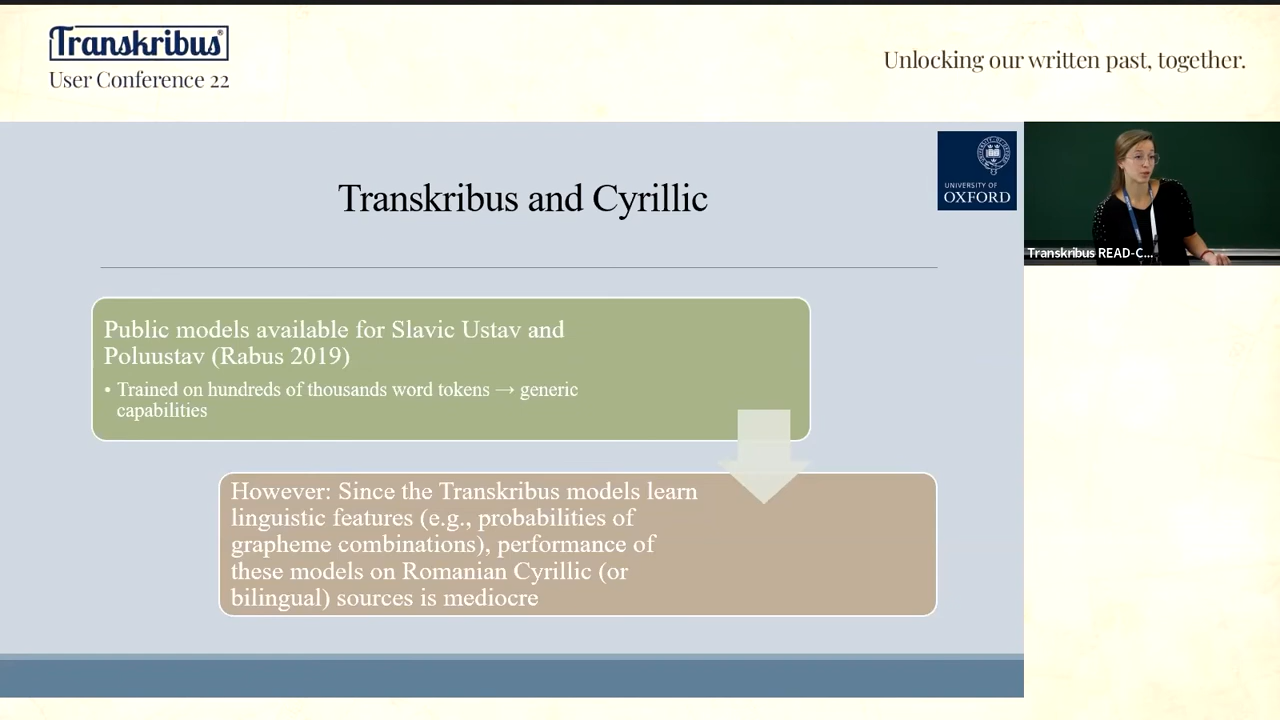 Transkribus®
User Conference 22
Unlocking our written past, together.
UNIVERSITY OF
OXFORD
Transkribus and Cyrillic
Transkribus READ-C...
Public models available for Slavic Ustav and
Poluustav (Rabus 2019)
• Trained on hundreds of thousands word tokens → generic
capabilities
However: Since the Transkribus models learn
linguistic features (e.g., probabilities of
grapheme combinations), performance of
these models on Romanian Cyrillic (or
bilingual) sources is mediocre